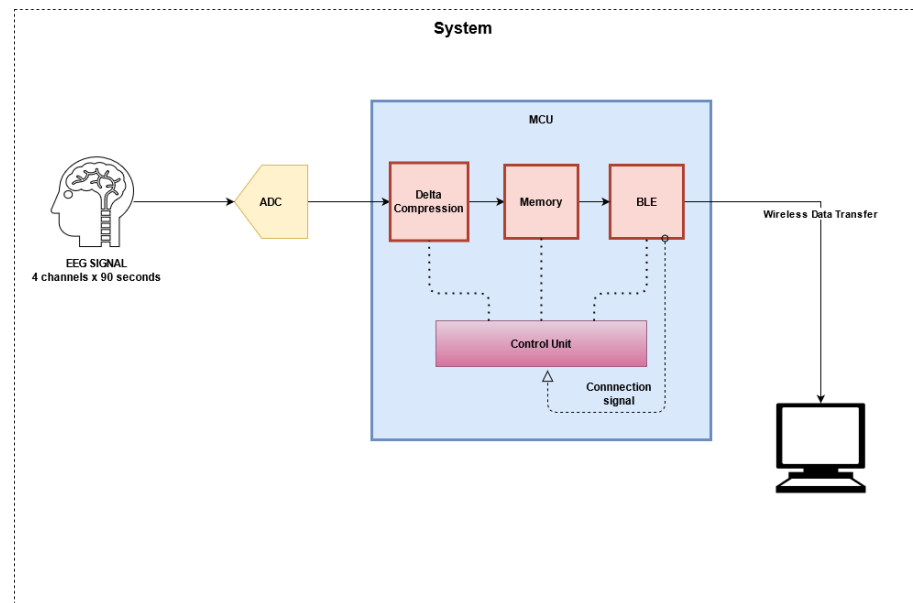 System
MCU
EEG SIGNAL
4 channels x 90 seconds
ADC
Delta
Compression
Memory
BLE
Wireless Data Transfer
Control Unit
Connnection
signal